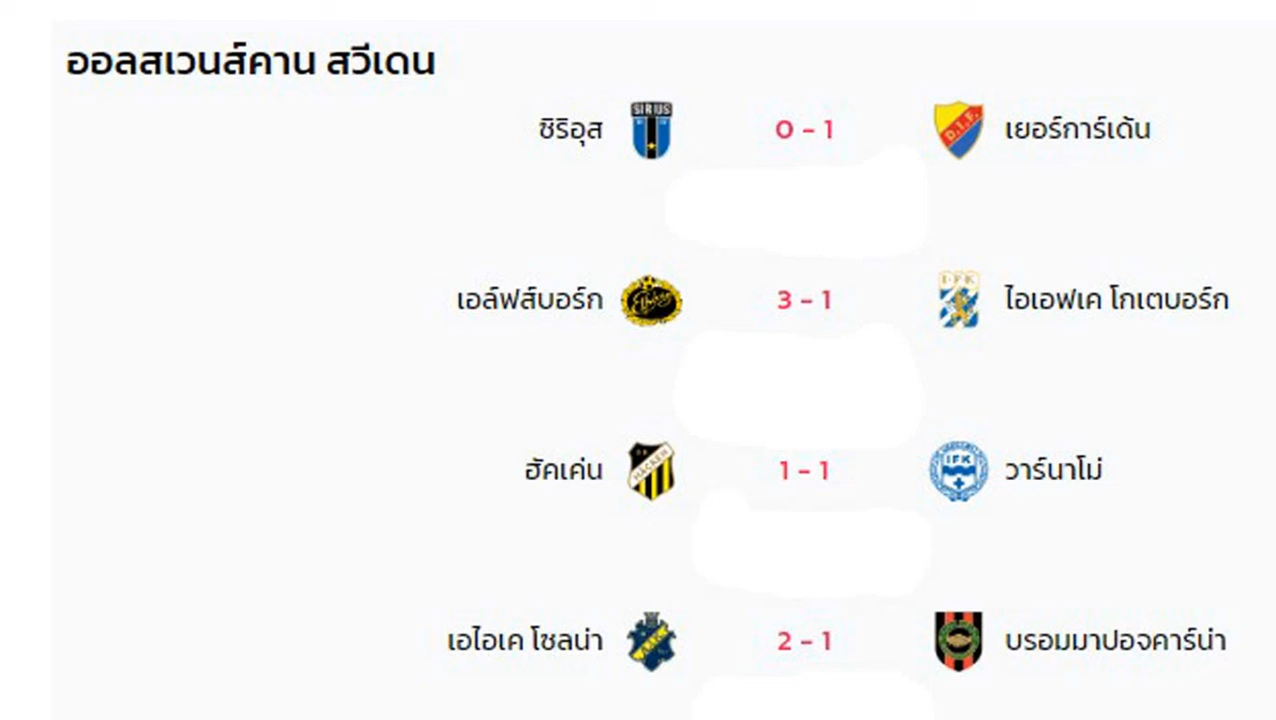 ออลสเวนส์คาน สวีเดน
ซิริอุส SIRIUS 0 - 1 D.I.F. เยอร์การ์เด้น
เอล์ฟส์บอร์ก 3 - 1 I.F.K ไอเอฟเค โกเตบอร์ก
ฮัคเค่น HÄCKEN 1 - 1 IFK วาร์นาโม่
เอไอเค โซลน่า A.I.K 2 - 1 บรอมมาปอจคาร์น่า